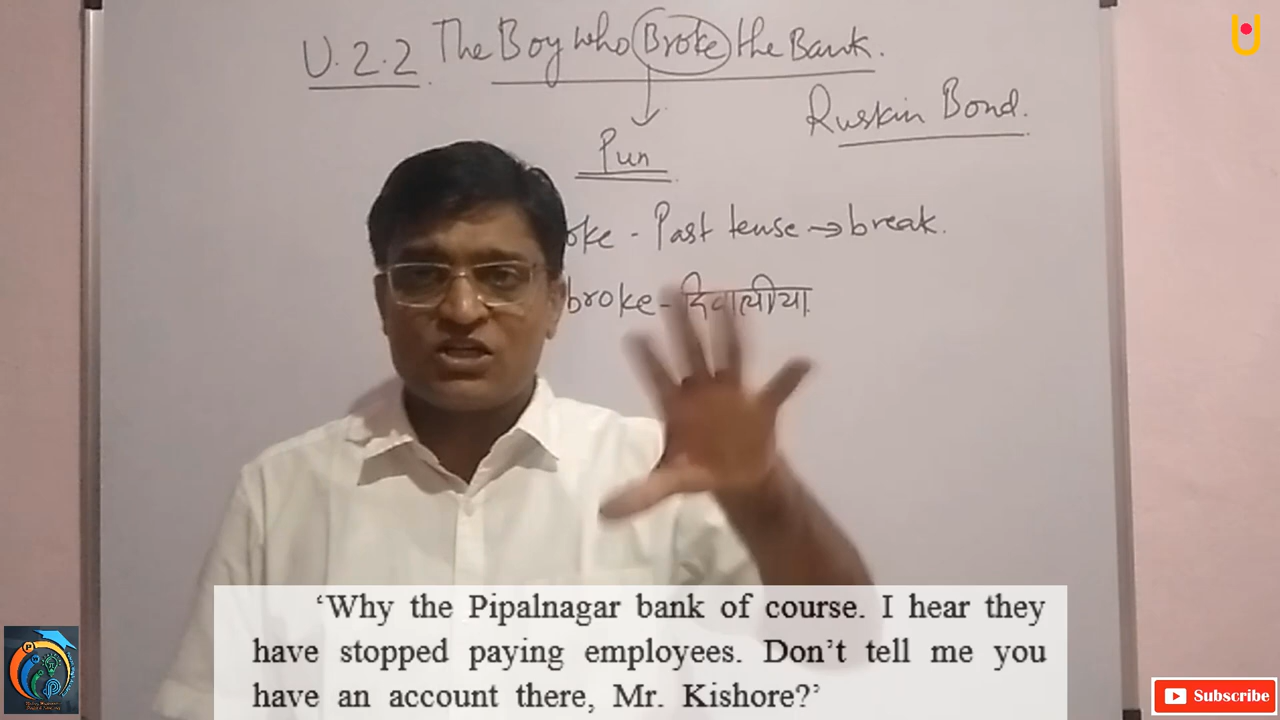 U.2.2 The Boy who Broke the Bank.
Ruskin Bond.
Pun
oke - Past tense → break.
broke - दिवालीया
‘Why the Pipalnagar bank of course. I hear they
have stopped paying employees. Don’t tell me you
have an account there, Mr. Kishore?’
Subscribe